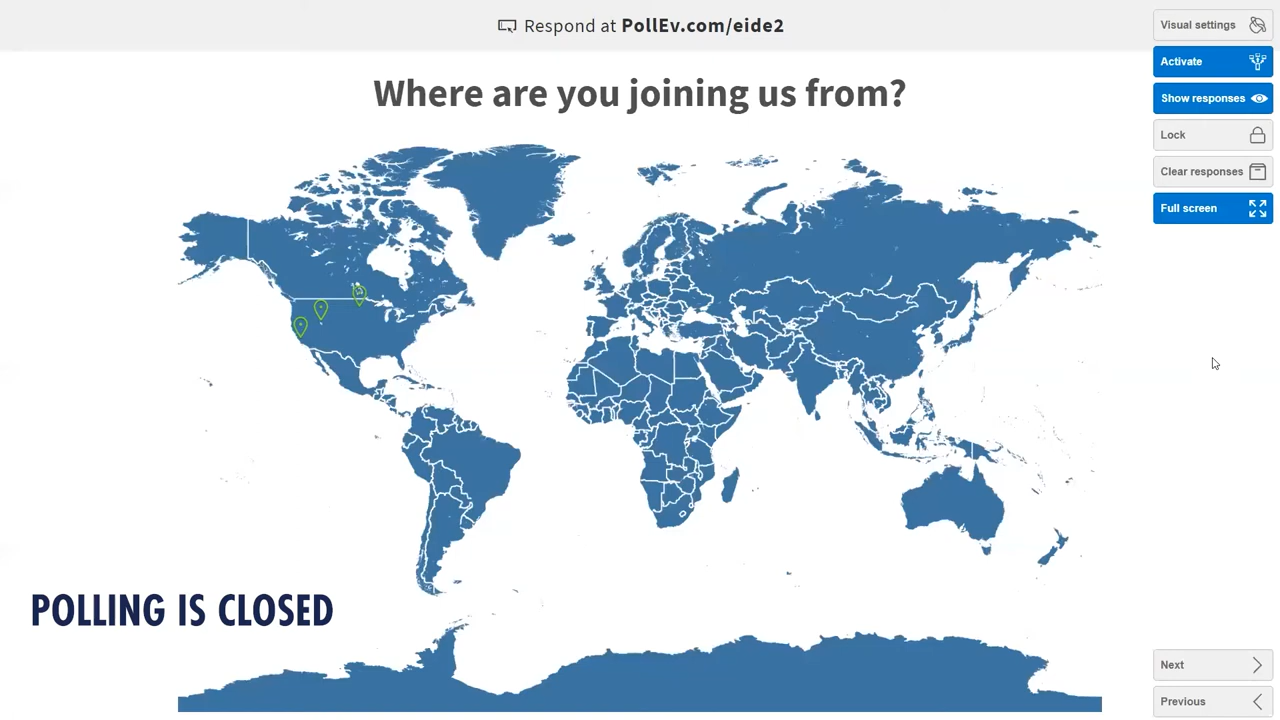 Respond at PollEv.com/eide2
Where are you joining us from?
Visual settings
Activate
Show responses
Lock
Clear responses
Full screen
POLLING IS CLOSED
Next
Previous